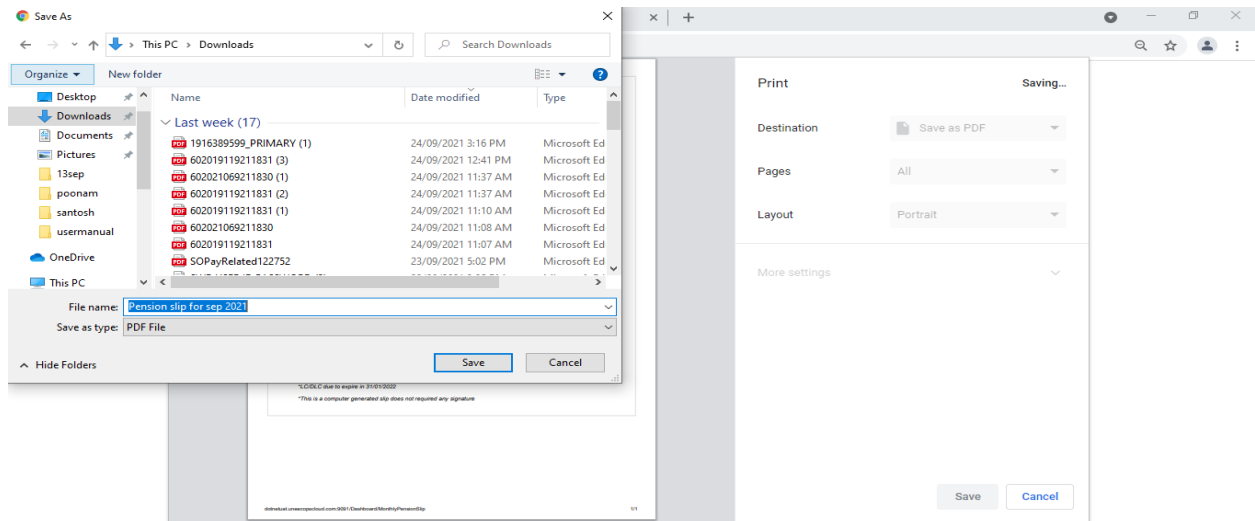 Save As
This PC > Downloads
Search Downloads
Organize
New folder
Desktop
Downloads
Documents
Pictures
13sep
poonam
santosh
usermanual
OneDrive
This PC
Name Date modified Type
Last week (17)
1916389599_PRIMARY (1) 24/09/2021 3:16 PM Microsoft Ed
602019119211831 (3) 24/09/2021 12:41 PM Microsoft Ed
602021069211830 (1) 24/09/2021 11:37 AM Microsoft Ed
602019119211831 (2) 24/09/2021 11:37 AM Microsoft Ed
602019119211831 (1) 24/09/2021 11:10 AM Microsoft Ed
602021069211830 24/09/2021 11:08 AM Microsoft Ed
602019119211831 24/09/2021 11:07 AM Microsoft Ed
SOPayRelated122752 23/09/2021 5:02 PM Microsoft Ed
File name: Pension slip for sep 2021
Save as type: PDF File
Hide Folders
Save Cancel
*LC/DLC due to expire in 31/01/2022
*This is a computer generated slip does not required any signature
1/1
Print Saving...
Destination Save as PDF
Pages All
Layout Portrait
More settings
Save Cancel